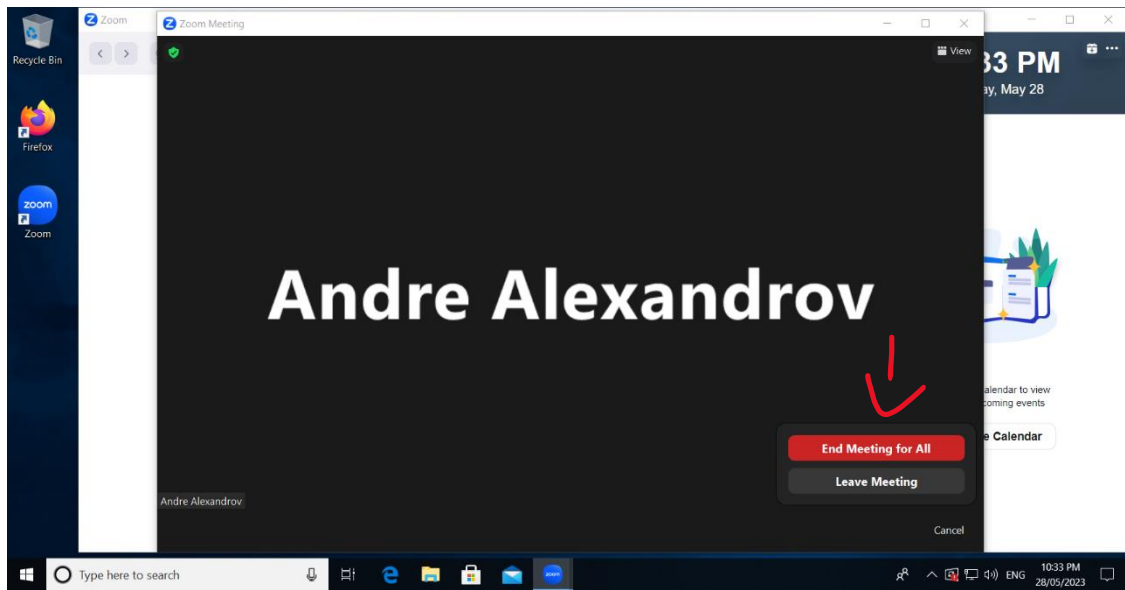 Recycle Bin
Firefox
zoom
Zoom
Zoom
Zoom Meeting
View
33 PM
ay, May 28
Andre Alexandrov
alendar to view
coming events
e Calendar
End Meeting for All
Leave Meeting
Andre Alexandrov
Cancel
Type here to search
zoom
ENG
10:33 PM
28/05/2023